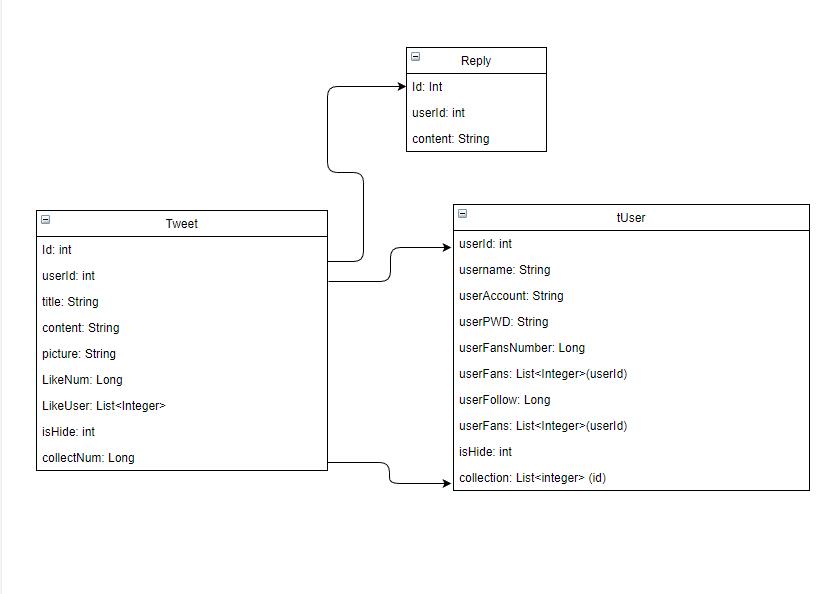 Reply
Id: Int
userId: int
content: String
Tweet
Id: int
userId: int
title: String
content: String
picture: String
LikeNum: Long
LikeUser: List<Integer>
isHide: int
collectNum: Long
tUser
userId: int
username: String
userAccount: String
userPWD: String
userFansNumber: Long
userFans: List<Integer>(userId)
userFollow: Long
userFans: List<Integer>(userId)
isHide: int
collection: List<integer> (id)